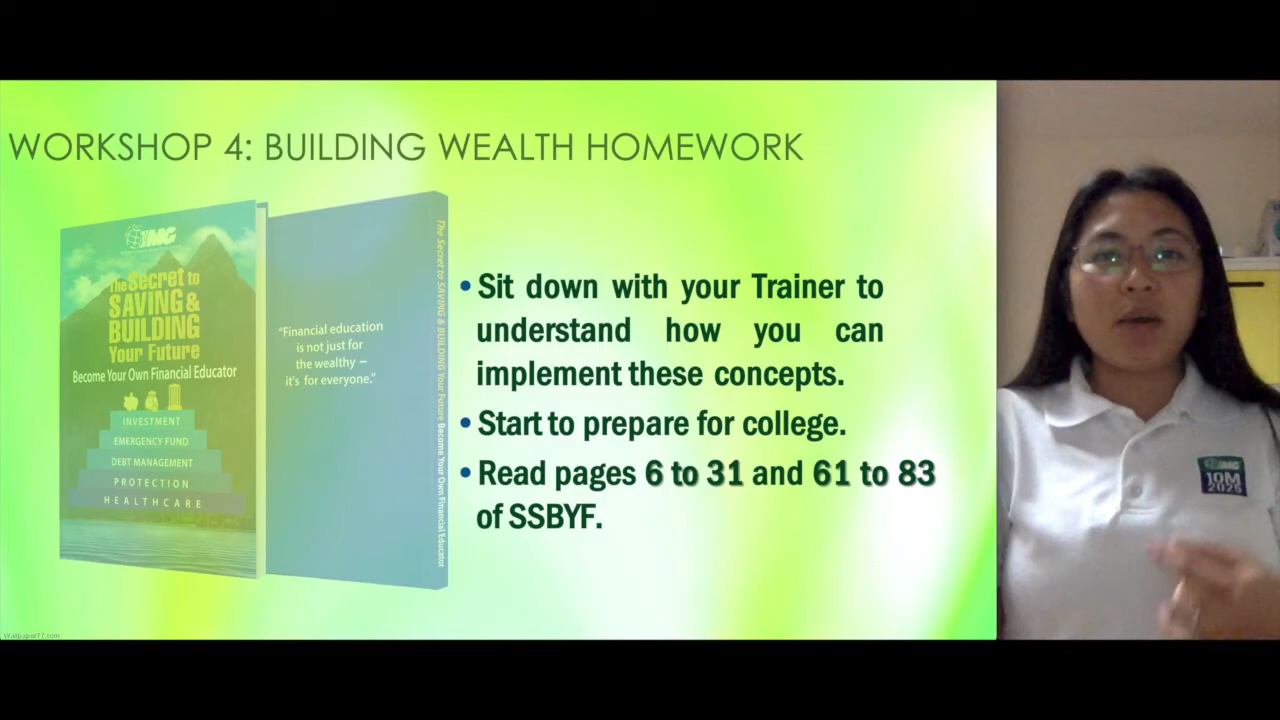 WORKSHOP 4: BUILDING WEALTH HOMEWORK
IMG
The Secret to
SAVING &
BUILDING
Your Future
Become Your Own Financial Educator
INVESTMENT
EMERGENCY FUND
DEBT MANAGEMENT
PROTECTION
HEALTHCARE
"Financial education
is not just for
the wealthy –
it's for everyone."
The Secret to SAVING & BUILDING Your Future Become Your Own Financial Educator
• Sit down with your Trainer to
understand how you can
implement these concepts.
• Start to prepare for college.
• Read pages 6 to 31 and 61 to 83
of SSBYF.
Walpapar77.com
IMG
10M
2025